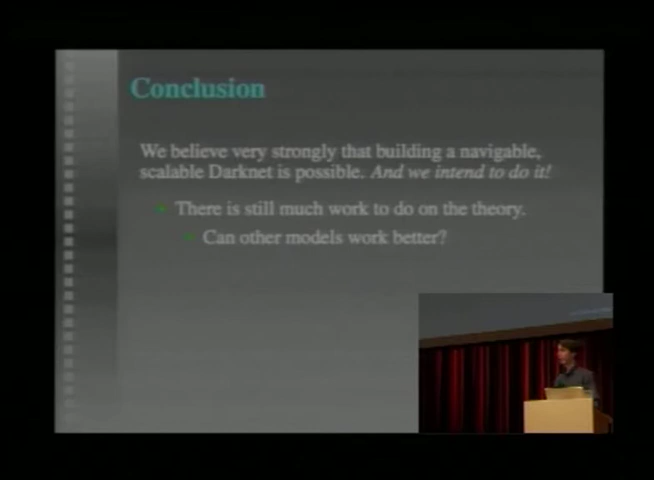 Conclusion
We believe very strongly that building a navigable,
scalable Darknet is possible. And we intend to do it!
There is still much work to do on the theory.
Can other models work better?